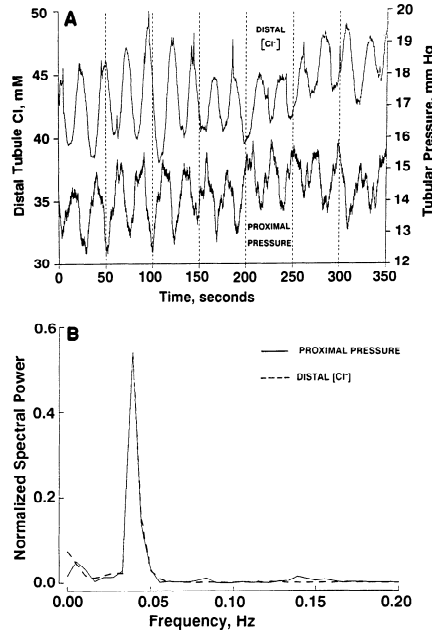 A
50
45
40
35
30
Distal Tubule Cl, mM
DISTAL
[Cl⁻]
PROXIMAL
PRESSURE
20
19
18
17
16
15
14
13
12
Tubular Pressure, mm Hg
0 50 100 150 200 250 300 350
Time, seconds
B
0.6
0.4
0.2
0.0
Normalized Spectral Power
PROXIMAL PRESSURE
DISTAL [Cl⁻]
0.00 0.05 0.10 0.15 0.20
Frequency, Hz